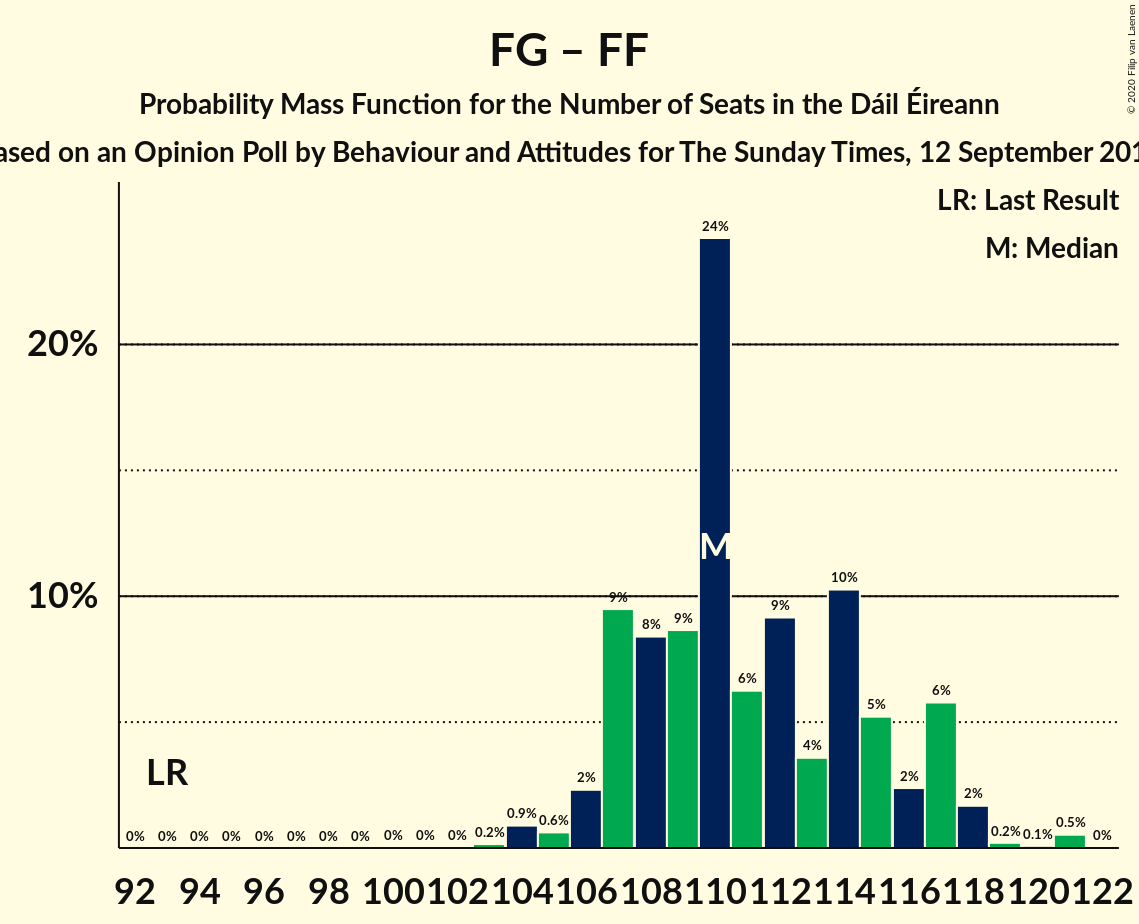 FG – FF
Probability Mass Function for the Number of Seats in the Dáil Éireann
ased on an Opinion Poll by Behaviour and Attitudes for The Sunday Times, 12 September 201
© 2020 Filip van Laenen
LR: Last Result
M: Median
20%
10%
LR
M
0% 0% 0% 0% 0% 0% 0% 0% 0% 0% 0% 0.2% 0.9% 0.6% 2% 9% 8% 9% 24% 6% 9% 4% 10% 5% 2% 6% 2% 0.2% 0.1% 0.5% 0%
92 94 96 98 100 102 104 106 108 110 112 114 116 118 120 122